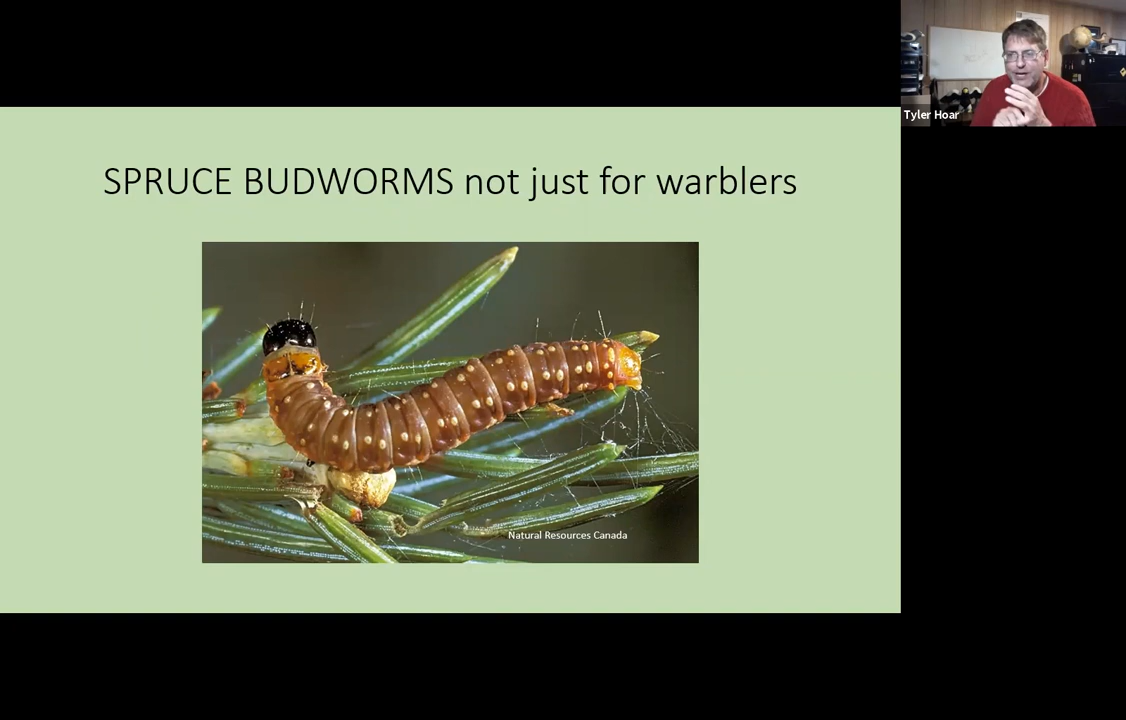 Tyler Hoar
SPRUCE BUDWORMS not just for warblers
Natural Resources Canada